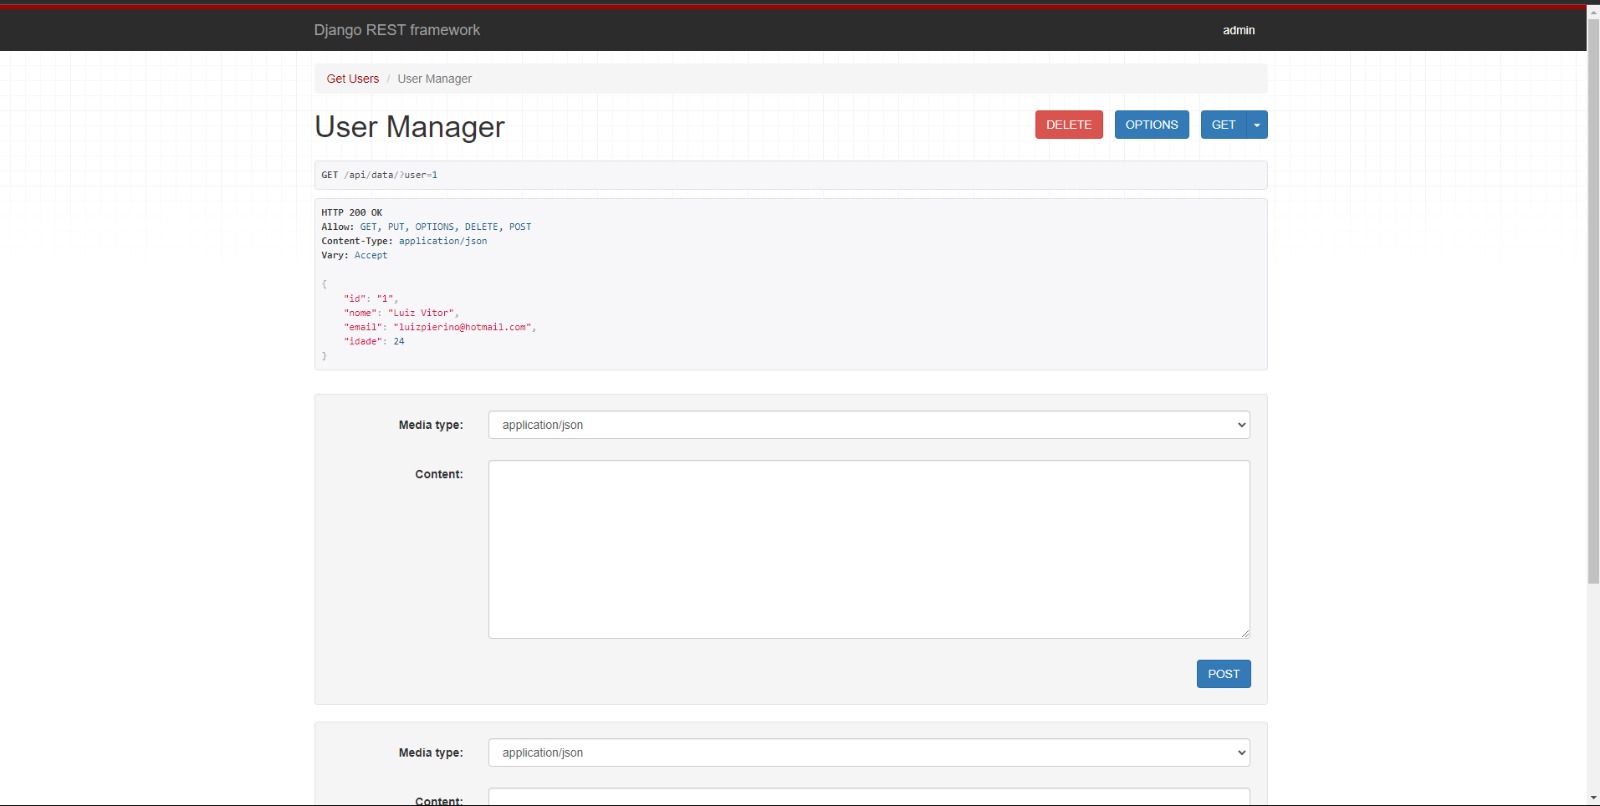 Django REST framework
admin
Get Users / User Manager
User Manager
DELETE
OPTIONS
GET
GET /api/data/?user=1
HTTP 200 OK
Allow: GET, PUT, OPTIONS, DELETE, POST
Content-Type: application/json
Vary: Accept
{
"id": "1",
"nome": "Luiz Vitor",
"email": "luizpierino@hotmail.com",
"idade": 24
}
Media type:
application/json
Content:
POST
Media type:
application/json
Content: